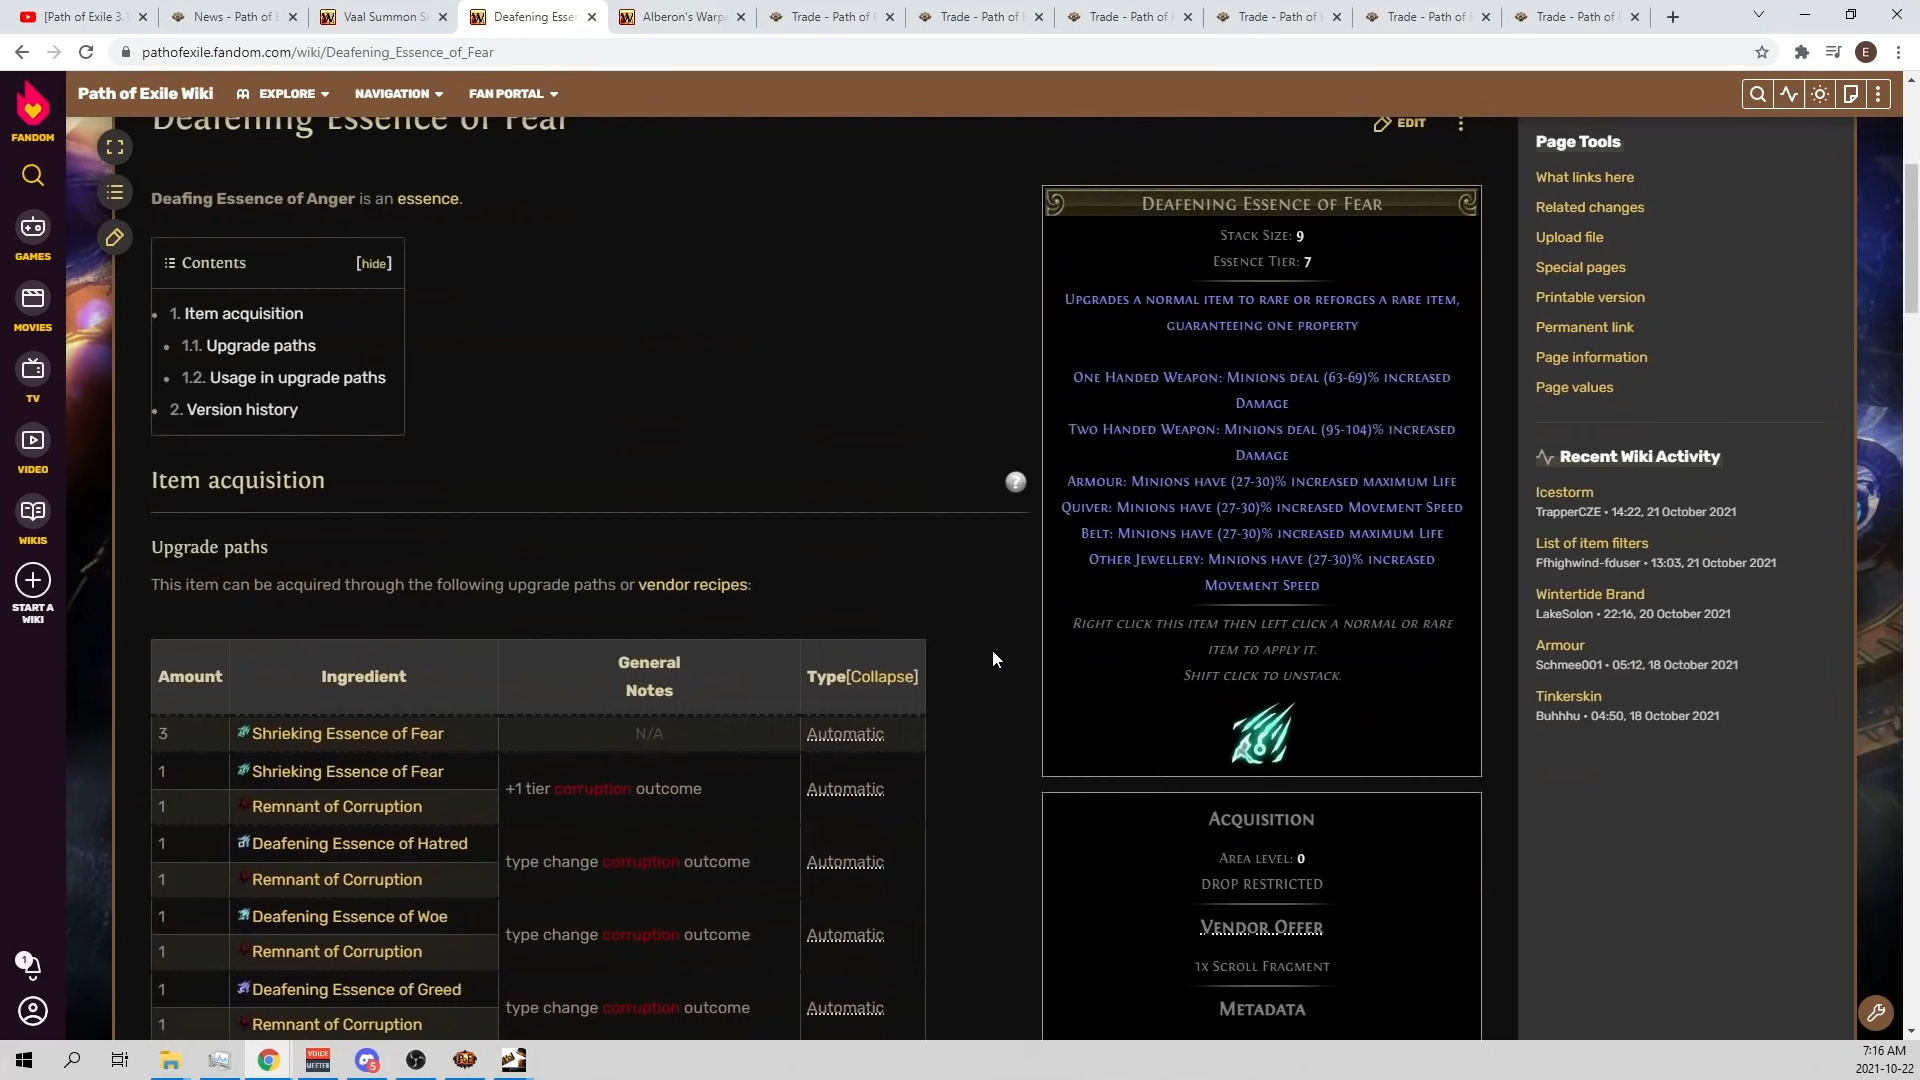 [Path of Exile 3.1
News - Path of E
Vaal Summon S
Deafening Esse
Alberon's Warp
Trade - Path of E
Trade - Path of E
Trade - Path of E
Trade - Path of E
Trade - Path of E
Trade - Path of E
pathofexile.fandom.com/wiki/Deafening_Essence_of_Fear
E
Path of Exile Wiki
EXPLORE
NAVIGATION
FAN PORTAL
FANDOM
GAMES
MOVIES
TV
VIDEO
WIKIS
START A
WIKI
1
Deafening Essence of Fear
EDIT
Deafing Essence of Anger is an essence.
Contents [hide]
1. Item acquisition
1.1. Upgrade paths
1.2. Usage in upgrade paths
2. Version history
Item acquisition
?
Upgrade paths
This item can be acquired through the following upgrade paths or vendor recipes:
Amount Ingredient General Notes Type[Collapse]
3 Shrieking Essence of Fear N/A Automatic
1 Shrieking Essence of Fear
+1 tier corruption outcome Automatic
1 Remnant of Corruption
1 Deafening Essence of Hatred
type change corruption outcome Automatic
1 Remnant of Corruption
1 Deafening Essence of Woe
type change corruption outcome Automatic
1 Remnant of Corruption
1 Deafening Essence of Greed
type change corruption outcome Automatic
1 Remnant of Corruption
Deafening Essence of Fear
Stack Size: 9
Essence Tier: 7
Upgrades a normal item to rare or reforges a rare item,
guaranteeing one property
One Handed Weapon: Minions deal (63-69)% increased
Damage
Two Handed Weapon: Minions deal (95-104)% increased
Damage
Armour: Minions have (27-30)% increased maximum Life
Quiver: Minions have (27-30)% increased Movement Speed
Belt: Minions have (27-30)% increased maximum Life
Other Jewellery: Minions have (27-30)% increased
Movement Speed
Right click this item then left click a normal or rare
item to apply it.
Shift click to unstack.
Acquisition
Area level: 0
DROP RESTRICTED
Vendor Offer
1x Scroll Fragment
Metadata
Page Tools
What links here
Related changes
Upload file
Special pages
Printable version
Permanent link
Page information
Page values
Recent Wiki Activity
Icestorm
TrapperCZE • 14:22, 21 October 2021
List of item filters
Ffhighwind-fduser • 13:03, 21 October 2021
Wintertide Brand
LakeSolon • 22:16, 20 October 2021
Armour
Schmee001 • 05:12, 18 October 2021
Tinkerskin
Buhhhu • 04:50, 18 October 2021
VOICE
MEETER
5
7:16 AM
2021-10-22